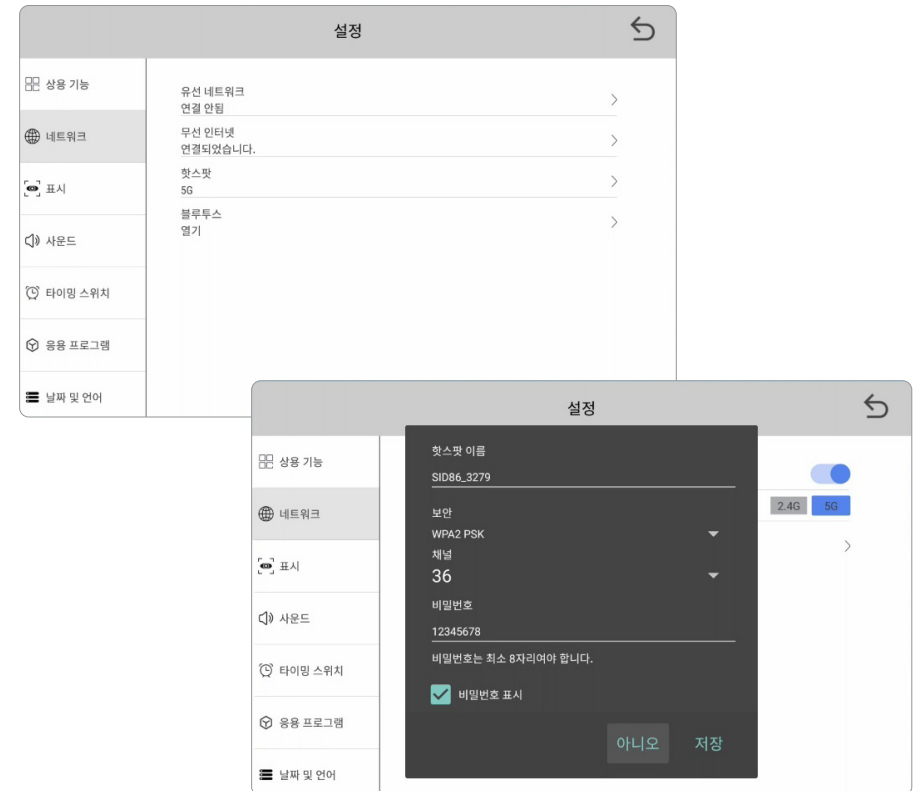 설정
상용 기능
네트워크
표시
사운드
타이밍 스위치
응용 프로그램
날짜 및 언어
유선 네트워크
연결 안됨
무선 인터넷
연결되었습니다.
핫스팟
5G
블루투스
열기
설정
상용 기능
네트워크
표시
사운드
타이밍 스위치
응용 프로그램
날짜 및 언어
핫스팟 이름
SID86_3279
보안
WPA2 PSK
채널
36
비밀번호
12345678
비밀번호는 최소 8자리여야 합니다.
비밀번호 표시
아니오 저장
2.4G 5G